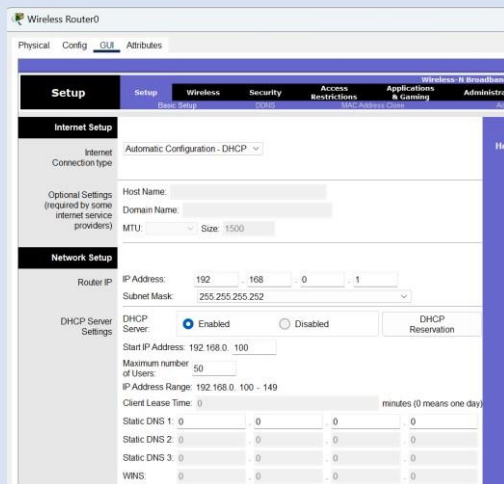 Wireless Router0
Physical Config GUI Attributes
Wireless-N Broadban
Setup
Setup Wireless Security Access Restrictions Applications & Gaming Administra
Basic Setup DDNS MAC Address Clone Ad
Internet Setup
He
Internet Connection type
Automatic Configuration - DHCP
Optional Settings
(required by some
internet service
providers)
Host Name:
Domain Name:
MTU: Size: 1500
Network Setup
Router IP
IP Address: 192 . 168 . 0 . 1
Subnet Mask: 255.255.255.252
DHCP Server Settings
DHCP Server: Enabled Disabled DHCP Reservation
Start IP Address: 192.168.0. 100
Maximum number of Users: 50
IP Address Range: 192.168.0. 100 - 149
Client Lease Time: 0 minutes (0 means one day)
Static DNS 1: 0 . 0 . 0 . 0
Static DNS 2: 0 . 0 . 0 . 0
Static DNS 3: 0 . 0 . 0 . 0
WINS: 0 . 0 . 0 . 0